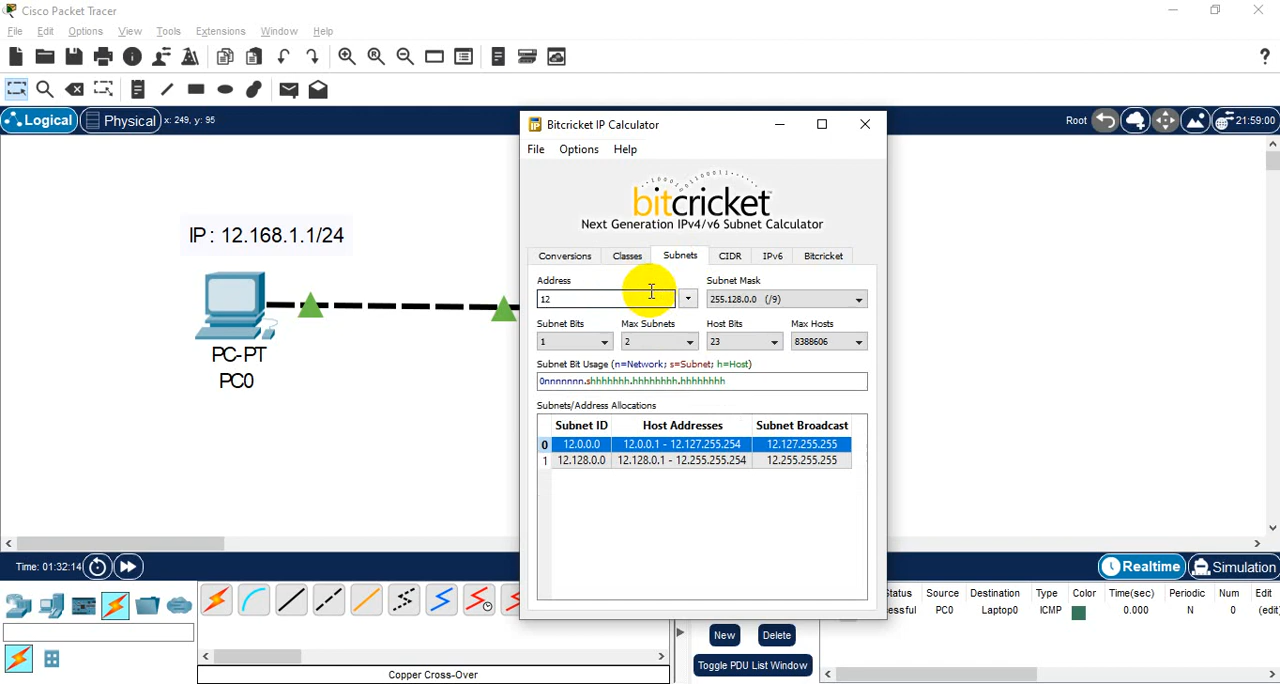 Cisco Packet Tracer
File Edit Options View Tools Extensions Window Help
?
Logical Physical x: 249, y: 95
Root 21:59:00
IP : 12.168.1.1/24
PC-PT
PC0
IP Bitcricket IP Calculator
File Options Help
bitcricket
Next Generation IPv4/v6 Subnet Calculator
Conversions Classes Subnets CIDR IPv6 Bitcricket
Address Subnet Mask
12 255.128.0.0 (/9)
Subnet Bits Max Subnets Host Bits Max Hosts
1 2 23 8388606
Subnet Bit Usage (n=Network; s=Subnet; h=Host)
0nnnnnnn.shhhhhhh.hhhhhhhh.hhhhhhhh
Subnets/Address Allocations
Subnet ID Host Addresses Subnet Broadcast
0 12.0.0.0 12.0.0.1 - 12.127.255.254 12.127.255.255
1 12.128.0.0 12.128.0.1 - 12.255.255.254 12.255.255.255
Time: 01:32:14
Realtime Simulation
Copper Cross-Over
New Delete
Toggle PDU List Window
tatus Source Destination Type Color Time(sec) Periodic Num Edit
essful PC0 Laptop0 ICMP 0.000 N 0 (edit)